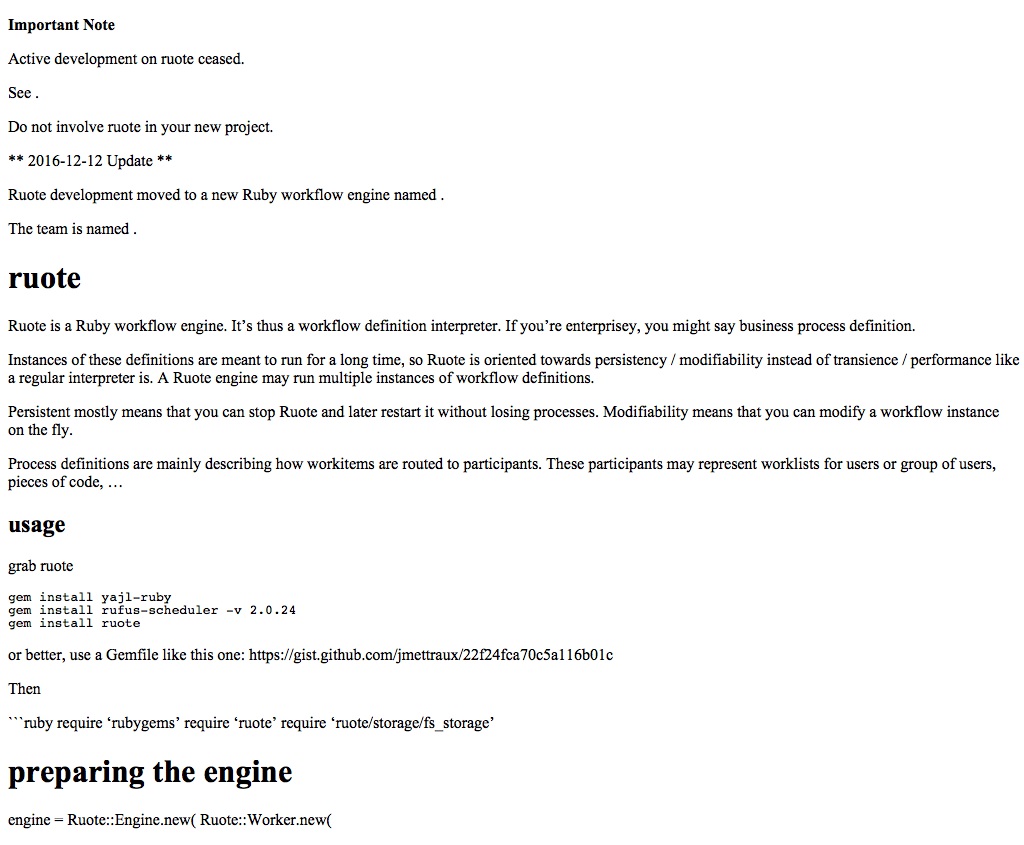 Important Note
Active development on ruote ceased.
See .
Do not involve ruote in your new project.
** 2016-12-12 Update **
Ruote development moved to a new Ruby workflow engine named .
The team is named .
ruote
Ruote is a Ruby workflow engine. It’s thus a workflow definition interpreter. If you’re enterprisey, you might say business process definition.
Instances of these definitions are meant to run for a long time, so Ruote is oriented towards persistency / modifiability instead of transience / performance like
a regular interpreter is. A Ruote engine may run multiple instances of workflow definitions.
Persistent mostly means that you can stop Ruote and later restart it without losing processes. Modifiability means that you can modify a workflow instance
on the fly.
Process definitions are mainly describing how workitems are routed to participants. These participants may represent worklists for users or group of users,
pieces of code, …
usage
grab ruote
gem install yajl-ruby
gem install rufus-scheduler -v 2.0.24
gem install ruote
or better, use a Gemfile like this one: https://gist.github.com/jmettraux/22f24fca70c5a116b01c
Then
```ruby require ‘rubygems’ require ‘ruote’ require ‘ruote/storage/fs_storage’
preparing the engine
engine = Ruote::Engine.new( Ruote::Worker.new(